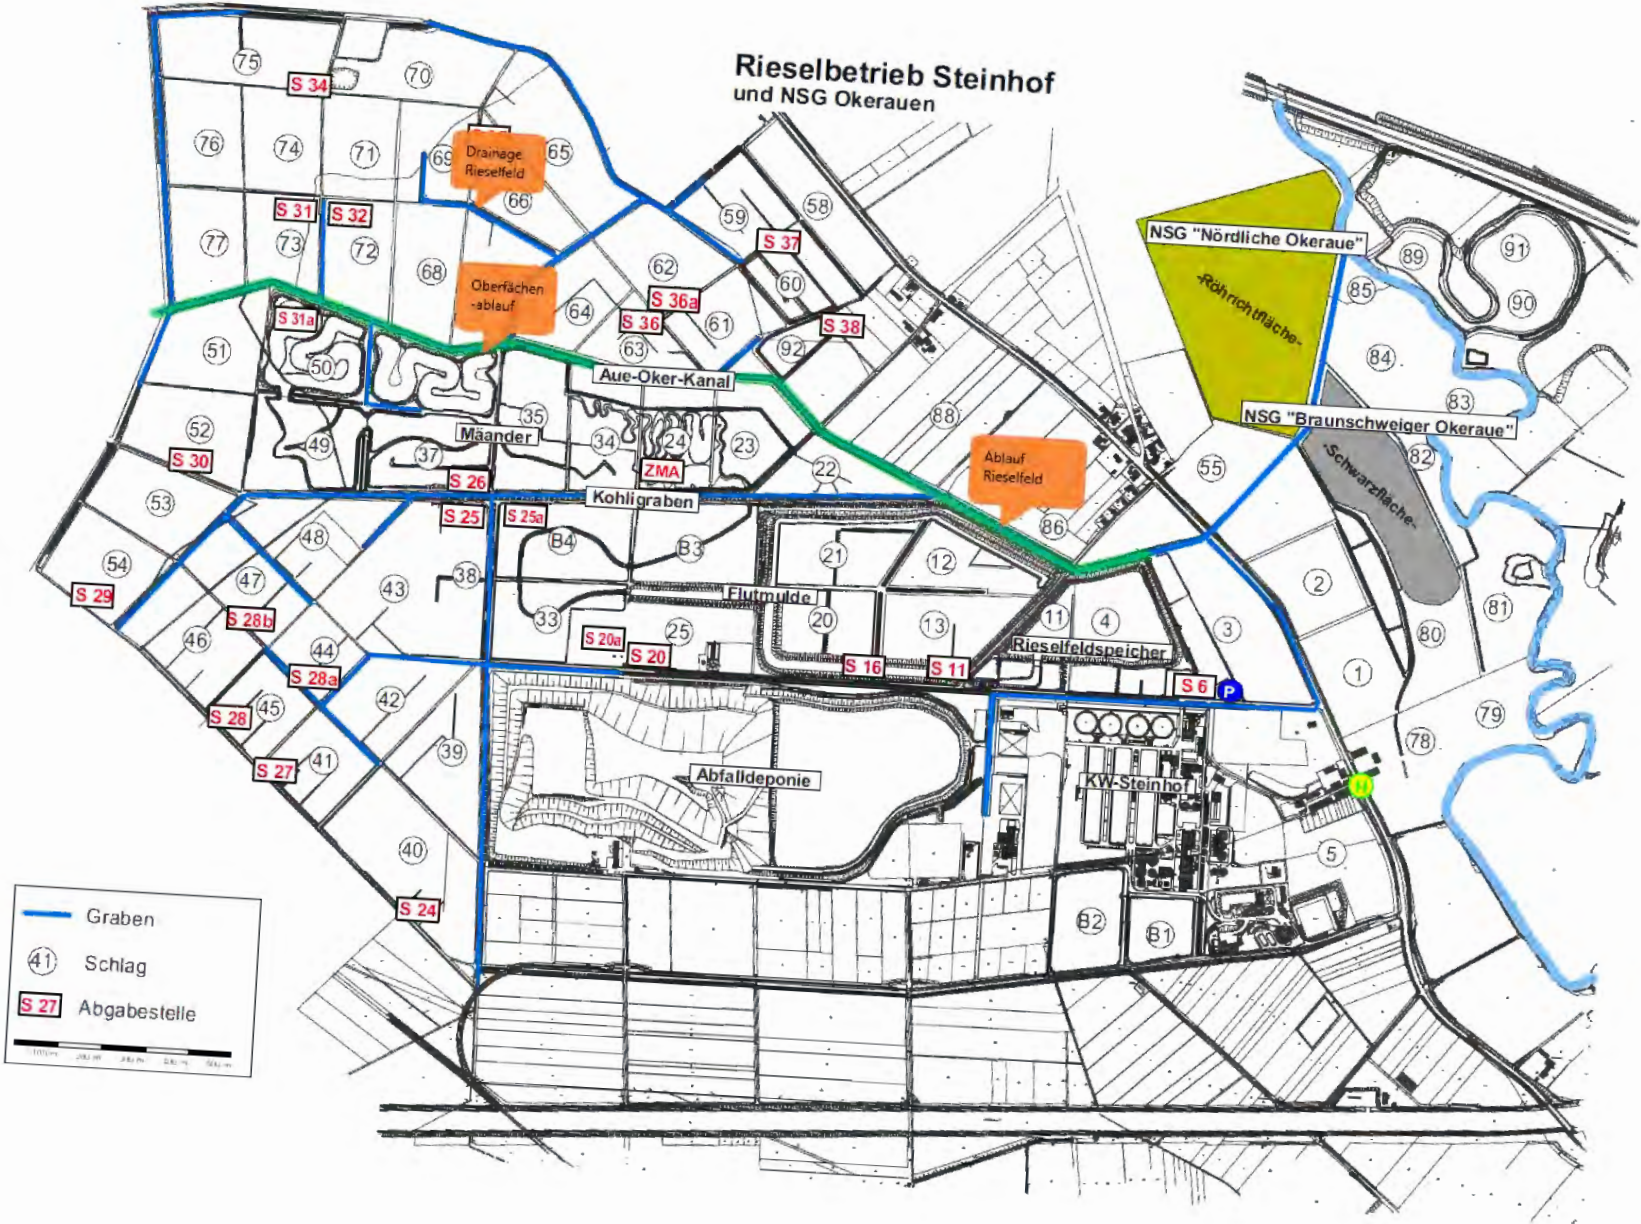 Rieselbetrieb Steinhof
und NSG Okerauen
75
S 34
70
76
74
71
69
Drainage
Rieselfeld
65
66
59
58
S 31
S 32
77
73
72
68
62
S 37
60
Oberfächen
-ablauf
64
S 36a
S 36
61
S 38
63
92
S 31a
51
50
Aue-Oker-Kanal
NSG "Nördliche Okeraue"
-Röhrichtfläche-
89
91
90
85
84
83
NSG "Braunschweiger Okeraue"
-Schwarzfläche-
82
88
35
34
24
23
Mäander
52
49
37
S 30
S 26
ZMA
22
Ablauf
Rieselfeld
55
86
Kohligraben
53
S 25
S 25a
48
B4
B3
21
12
54
47
43
38
Flutmulde
2
81
S 29
S 28b
46
44
33
S 20a
25
S 20
20
13
11
4
3
80
Rieselfeldspeicher
S 16
S 11
S 6
P
1
S 28a
42
45
S 28
79
78
S 27
41
39
Abfalldeponie
KW-Steinhof
H
40
5
S 24
B2
B1
Graben
41
Schlag
S 27
Abgabestelle